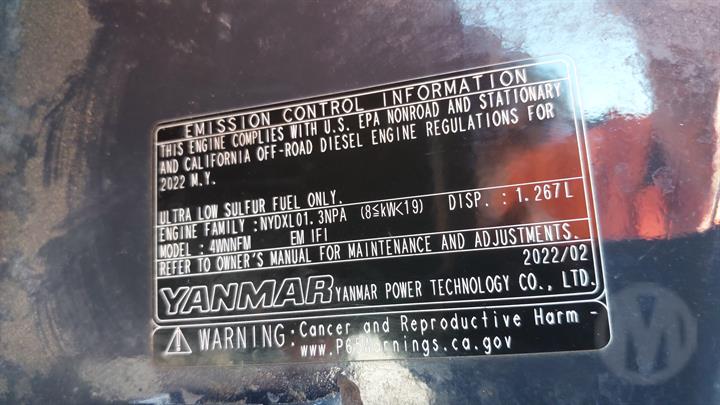 EMISSION CONTROL INFORMATION
THIS ENGINE COMPLIES WITH U.S. EPA NONROAD AND STATIONARY
AND CALIFORNIA OFF-ROAD DIESEL ENGINE REGULATIONS FOR
2022 M.Y.
ULTRA LOW SULFUR FUEL ONLY.
ENGINE FAMILY : NYDXL01.3NPA (8≦kW<19) DISP. : 1.267L
MODEL : 4WNNFM EM IFI
REFER TO OWNER'S MANUAL FOR MAINTENANCE AND ADJUSTMENTS.
2022/02
YANMAR YANMAR POWER TECHNOLOGY CO., LTD.
WARNING: Cancer and Reproductive Harm -
www.P65Warnings.ca.gov
M